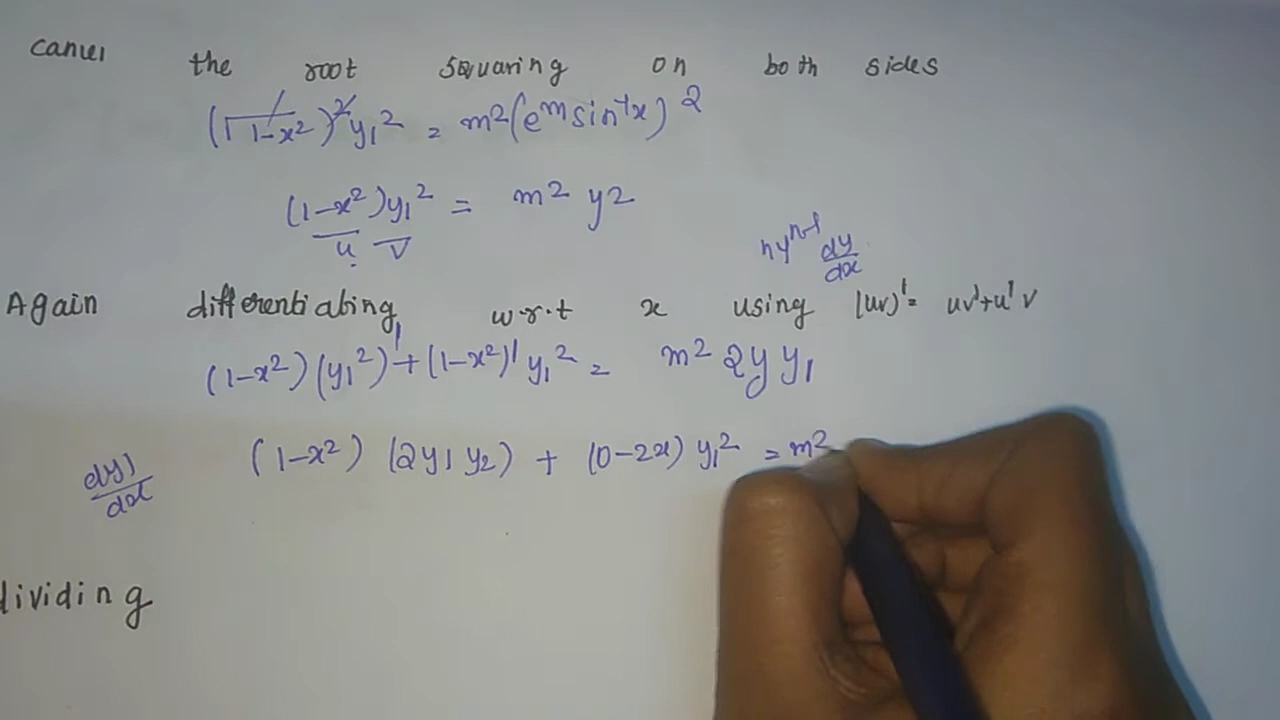 cancel the root squaring on both sides
(√1-x²)² y₁² = m² (e^m sin⁻¹x)²
(1-x²) y₁² = m² y2
u v
ny^n-1 dy/dx
Again differentiating w.r.t x using (uv)' = uv'+u'v
(1-x²) (y₁²)' + (1-x²)' y₁² = m² 2y y₁
(1-x²) (2y₁ y₂) + (0-2x) y₁² = m²
dy1/dx
dividing